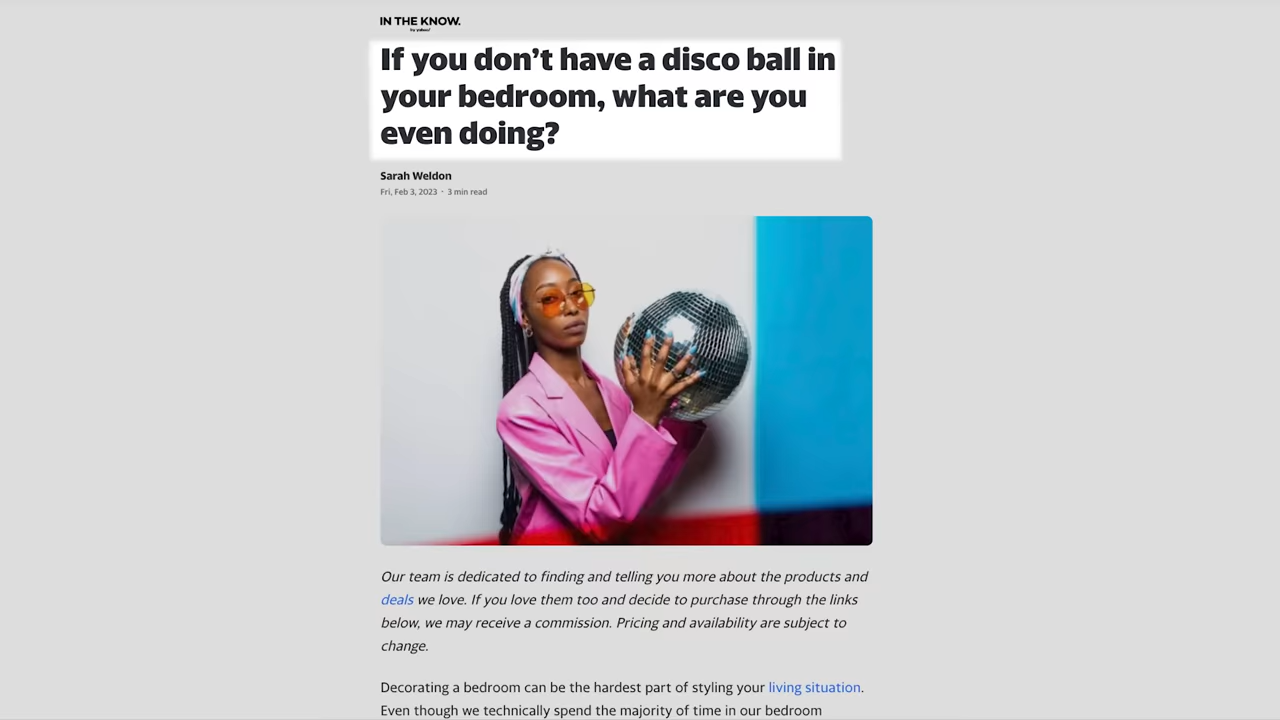 IN THE KNOW.
by yahoo!
If you don’t have a disco ball in
your bedroom, what are you
even doing?
Sarah Weldon
Fri, Feb 3, 2023 · 3 min read
Our team is dedicated to finding and telling you more about the products and
deals we love. If you love them too and decide to purchase through the links
below, we may receive a commission. Pricing and availability are subject to
change.
Decorating a bedroom can be the hardest part of styling your living situation.
Even though we technically spend the majority of time in our bedroom